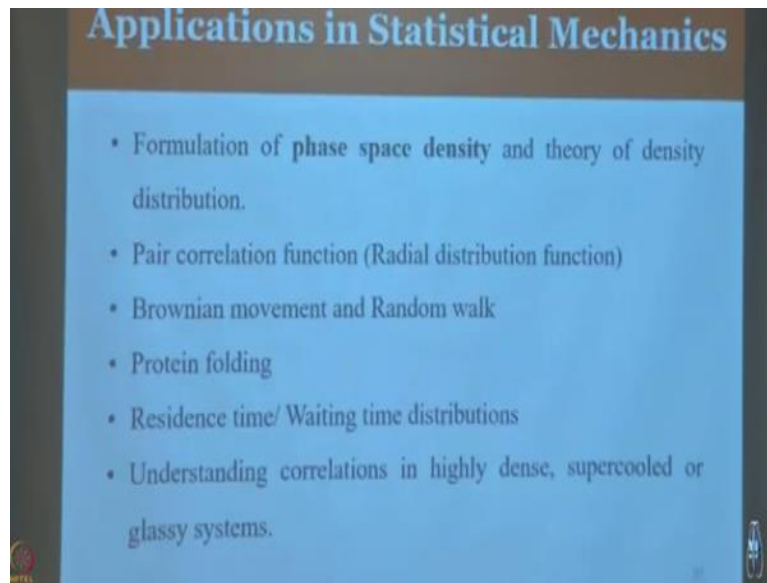 Applications in Statistical Mechanics
• Formulation of phase space density and theory of density
distribution.
• Pair correlation function (Radial distribution function)
• Brownian movement and Random walk
• Protein folding
• Residence time/ Waiting time distributions
• Understanding correlations in highly dense, supercooled or
glassy systems.